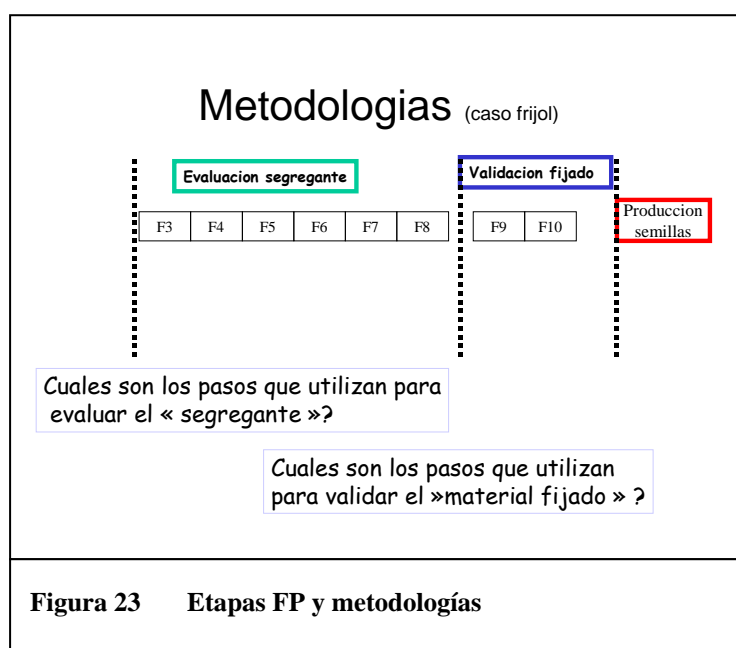 Metodologias (caso frijol)
Evaluacion segregante
Validacion fijado
F3 F4 F5 F6 F7 F8 F9 F10
Produccion
semillas
Cuales son los pasos que utilizan para
evaluar el « segregante »?
Cuales son los pasos que utilizan
para validar el »material fijado » ?
Figura 23 Etapas FP y metodologías